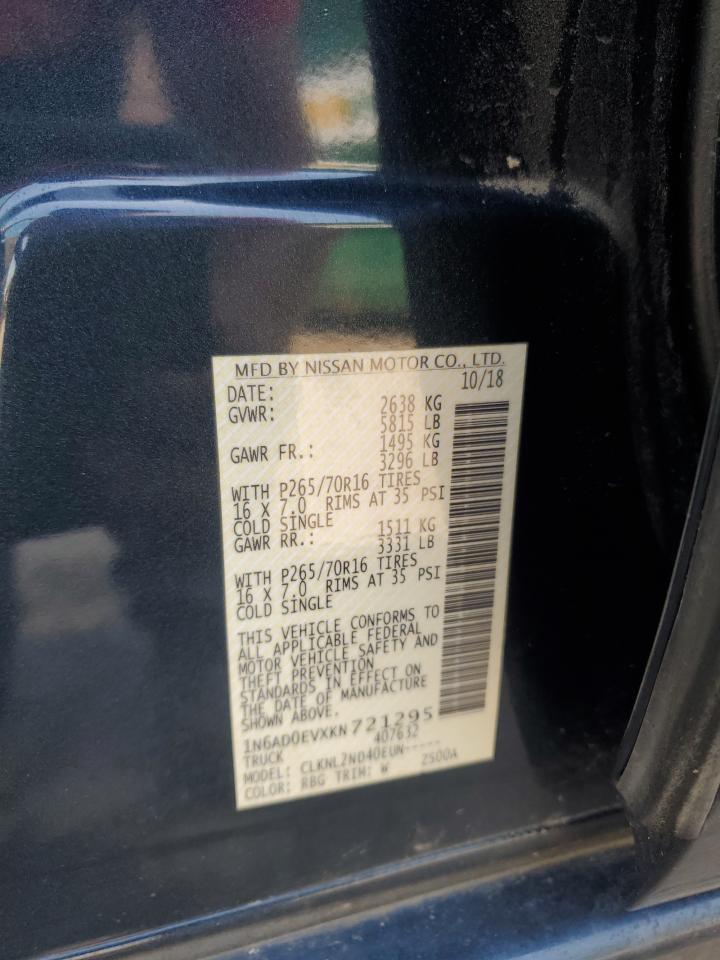 MFD BY NISSAN MOTOR CO., LTD.
DATE: 10/18
GVWR: 2638 KG
5815 LB
GAWR FR.: 1495 KG
3296 LB
WITH P265/70R16 TIRES
16 X 7.0 RIMS AT 35 PSI
COLD SINGLE
GAWR RR.: 1511 KG
3331 LB
WITH P265/70R16 TIRES
16 X 7.0 RIMS AT 35 PSI
COLD SINGLE
THIS VEHICLE CONFORMS TO
ALL APPLICABLE FEDERAL
MOTOR VEHICLE SAFETY AND
THEFT PREVENTION
STANDARDS IN EFFECT ON
THE DATE OF MANUFACTURE
SHOWN ABOVE.
1N6AD0EVXKN 721295
TRUCK 407632
MODEL: CLKNLZND40EUN-----
COLOR: RBG TRIM: W Z500A